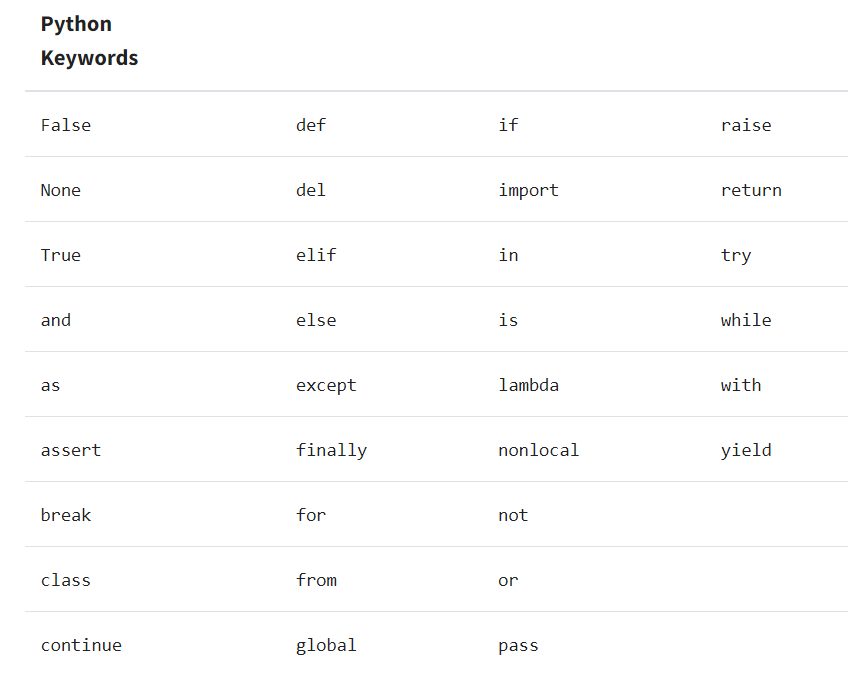 Python
Keywords
False def if raise
None del import return
True elif in try
and else is while
as except lambda with
assert finally nonlocal yield
break for not
class from or
continue global pass